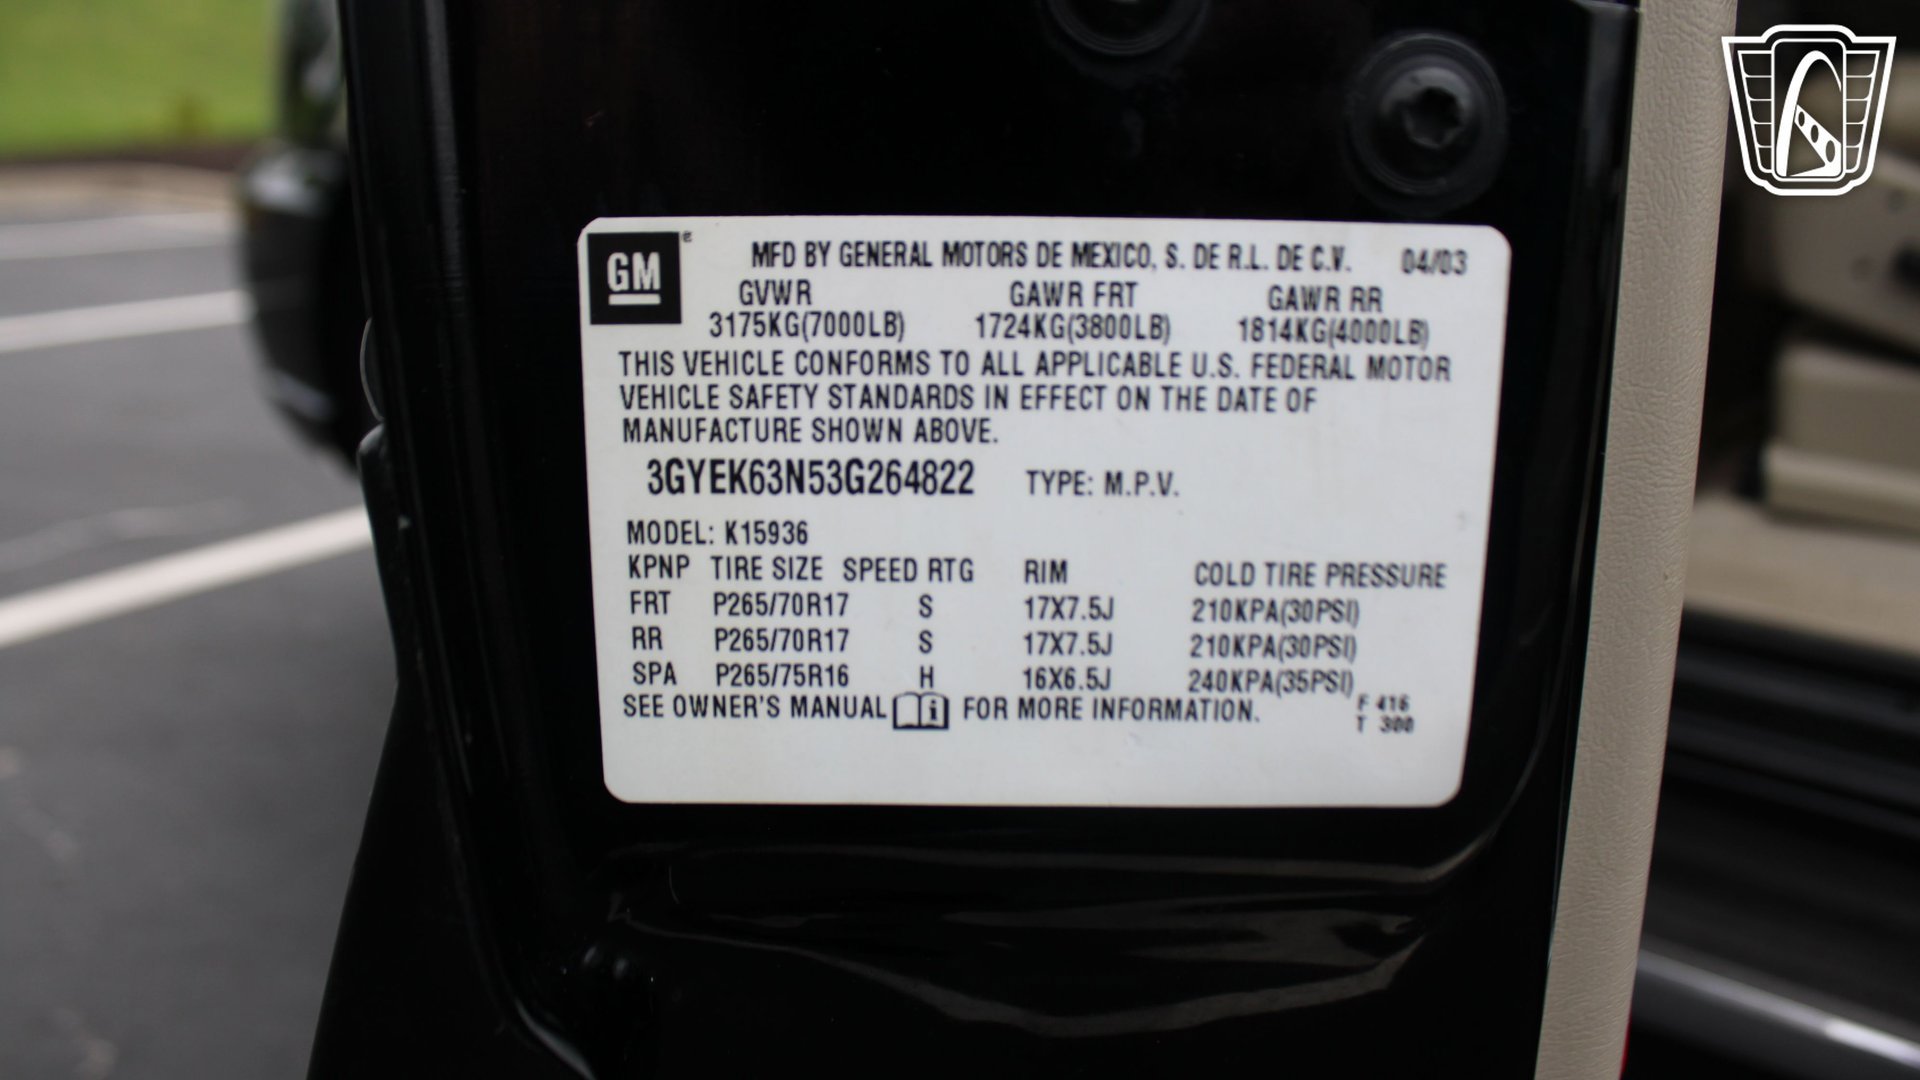 GM
MFD BY GENERAL MOTORS DE MEXICO, S. DE R.L. DE C.V. 04/03
GVWR GAWR FRT GAWR RR
3175KG(7000LB) 1724KG(3800LB) 1814KG(4000LB)
THIS VEHICLE CONFORMS TO ALL APPLICABLE U.S. FEDERAL MOTOR
VEHICLE SAFETY STANDARDS IN EFFECT ON THE DATE OF
MANUFACTURE SHOWN ABOVE.
3GYEK63N53G264822 TYPE: M.P.V.
MODEL: K15936
KPNP TIRE SIZE SPEED RTG RIM COLD TIRE PRESSURE
FRT P265/70R17 S 17X7.5J 210KPA(30PSI)
RR P265/70R17 S 17X7.5J 210KPA(30PSI)
SPA P265/75R16 H 16X6.5J 240KPA(35PSI)
SEE OWNER'S MANUAL i FOR MORE INFORMATION.
F 416
T 300